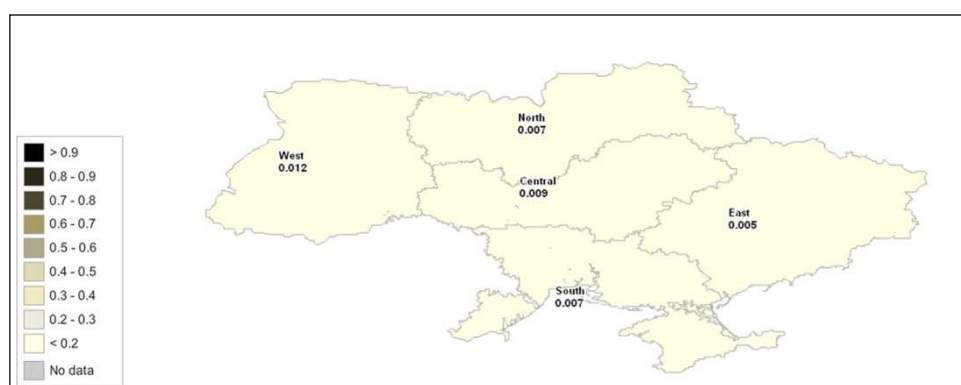 North
0.007
West
0.012
Central
0.009
East
0.005
South
0.007
> 0.9
0.8 - 0.9
0.7 - 0.8
0.6 - 0.7
0.5 - 0.6
0.4 - 0.5
0.3 - 0.4
0.2 - 0.3
< 0.2
No data